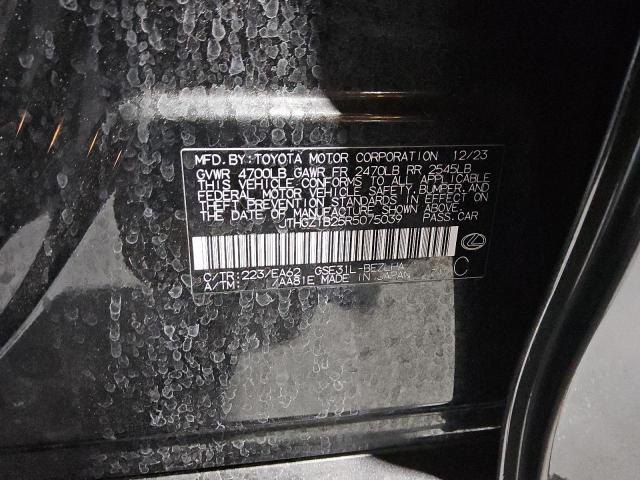 MFD.BY:TOYOTA MOTOR CORPORATION 12/23
GVWR 4700LB GAWR FR 2470LB RR 2545LB
THIS VEHICLE CONFORMS TO ALL APPLICABLE
FEDERAL MOTOR VEHICLE SAFETY,BUMPER,AND
THEFT PREVENTION STANDARDS IN EFFECT ON
THE DATE OF MANUFACTURE SHOWN ABOVE.
JTHGZ1B25R5075039 PASS.CAR
C/TR:223/EA62 GSE31L-BEZLHA
A/TM: /AA81E MADE IN JAPAN
C